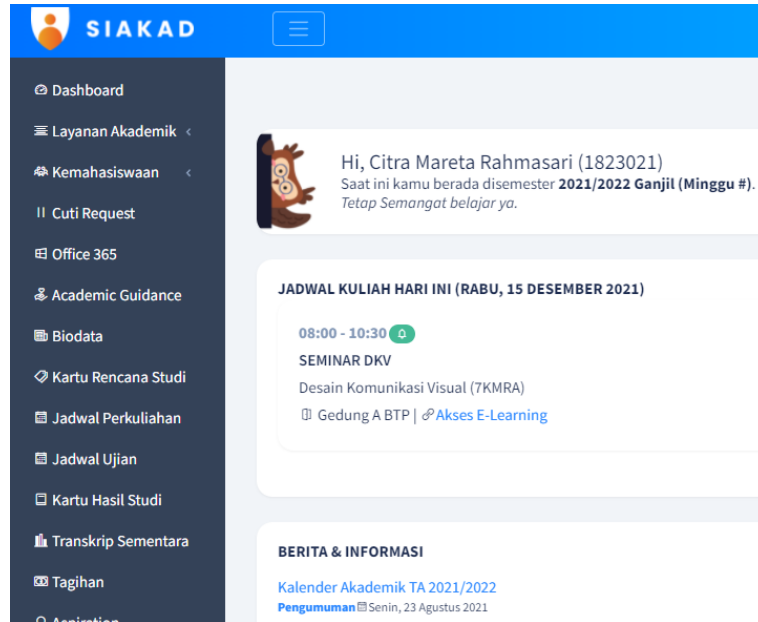 SIAKAD
Dashboard
Layanan Akademik
Kemahasiswaan
Cuti Request
Office 365
Academic Guidance
Biodata
Kartu Rencana Studi
Jadwal Perkuliahan
Jadwal Ujian
Kartu Hasil Studi
Transkrip Sementara
Tagihan
Aspiration
Hi, Citra Mareta Rahmasari (1823021)
Saat ini kamu berada disemester 2021/2022 Ganjil (Minggu #).
Tetap Semangat belajar ya.
JADWAL KULIAH HARI INI (RABU, 15 DESEMBER 2021)
08:00 - 10:30
SEMINAR DKV
Desain Komunikasi Visual (7KMRA)
Gedung A BTP | Akses E-Learning
BERITA & INFORMASI
Kalender Akademik TA 2021/2022
Pengumuman Senin, 23 Agustus 2021